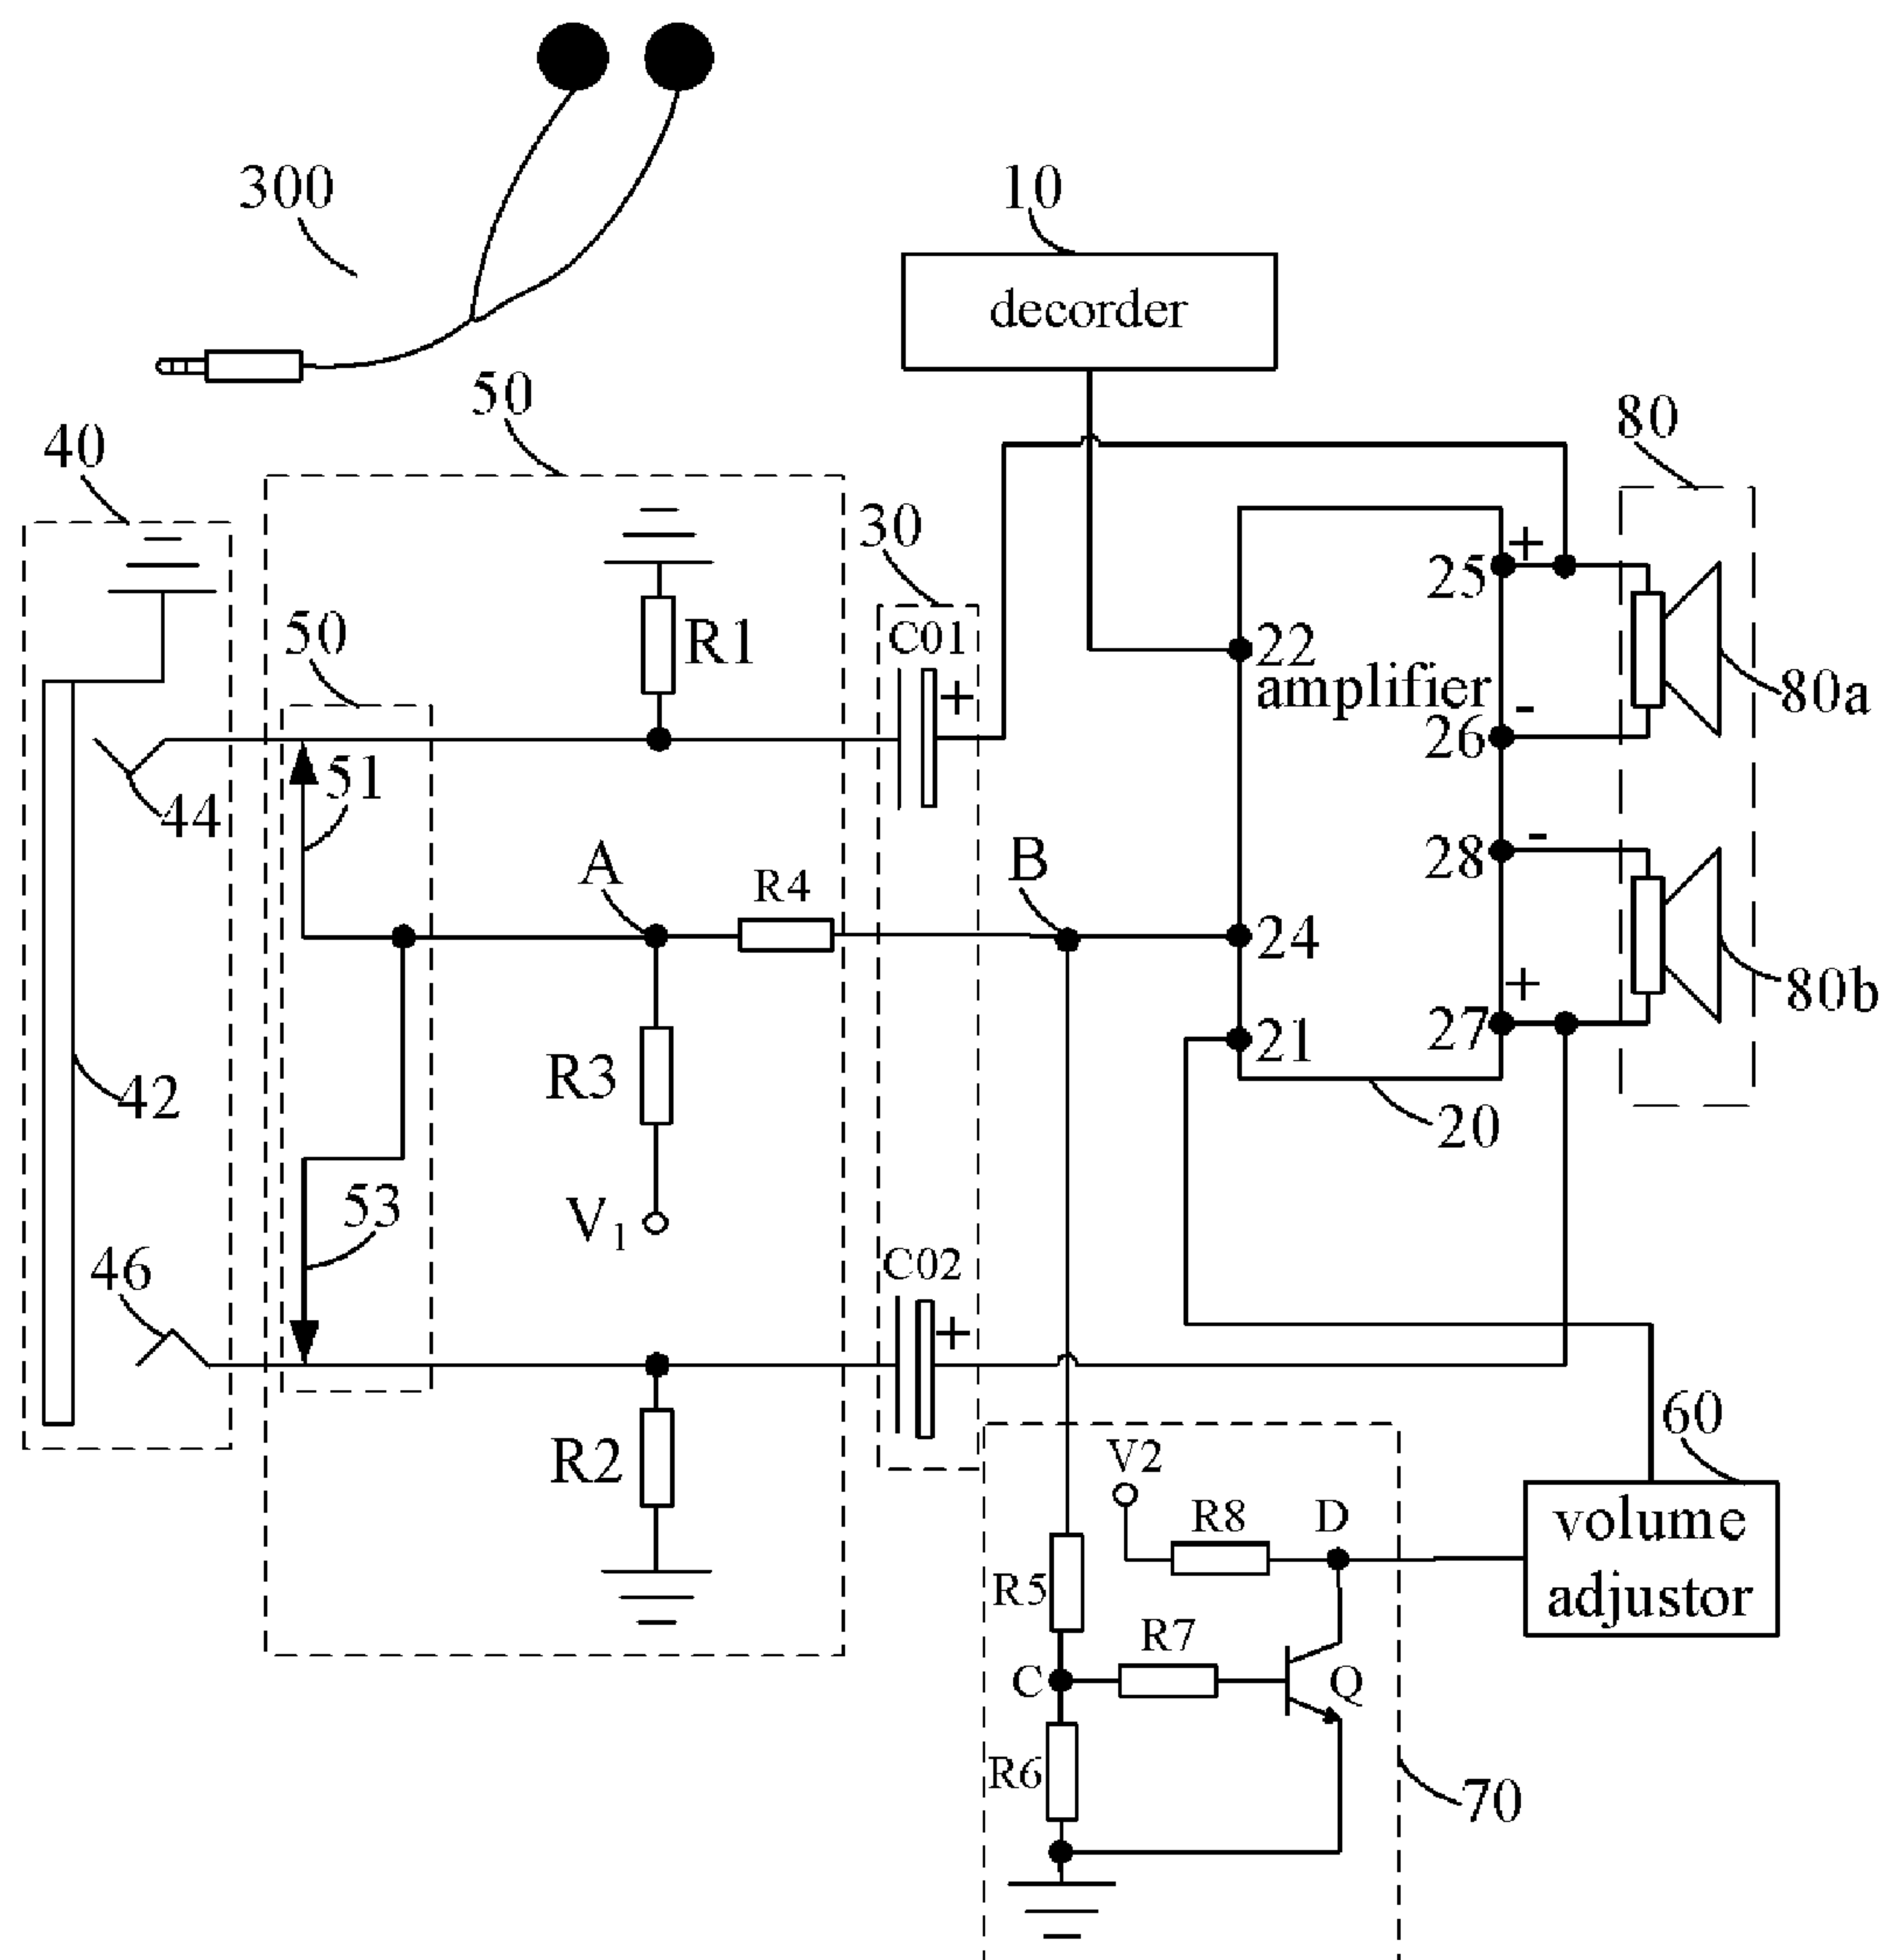 300
10
decorder
50
40
80
30
C01
+
25
22
amplifier
R1
50
+
-
26
80a
51
44
A
R4
B
-
28
24
80b
+
27
21
R3
42
20
V1
53
46
C02
+
R2
60
V2
R8
D
volume
adjustor
R5
R7
C
Q
R6
70